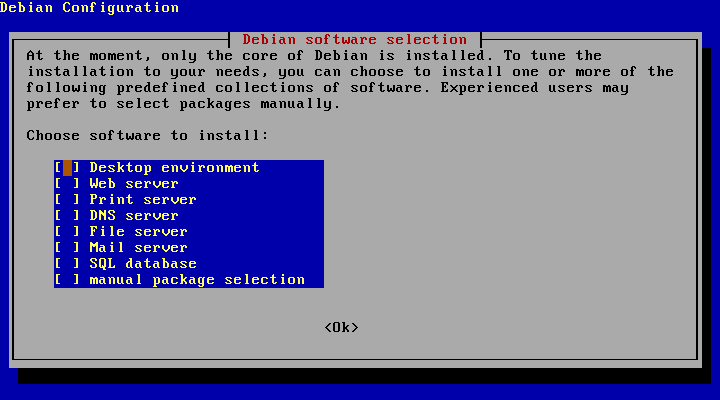 Debian Configuration
Debian software selection
At the moment, only the core of Debian is installed. To tune the
installation to your needs, you can choose to install one or more of the
following predefined collections of software. Experienced users may
prefer to select packages manually.
Choose software to install:
[ ] Desktop environment
[ ] Web server
[ ] Print server
[ ] DNS server
[ ] File server
[ ] Mail server
[ ] SQL database
[ ] manual package selection
<Ok>